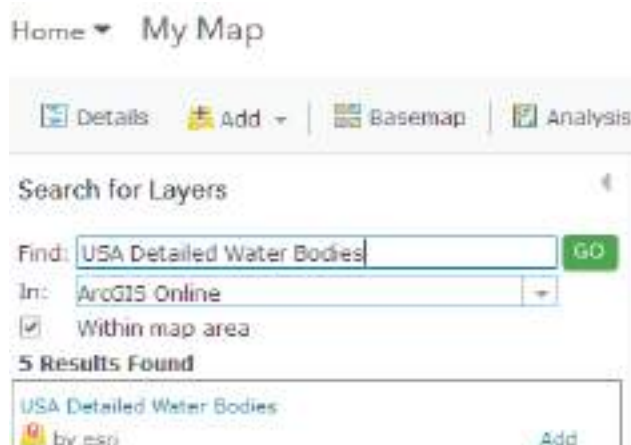 Home My Map
Details Add Basemap Analysis
Search for Layers
Find: USA Detailed Water Bodies GO
In: ArcGIS Online
Within map area
5 Results Found
USA Detailed Water Bodies
by esri Add